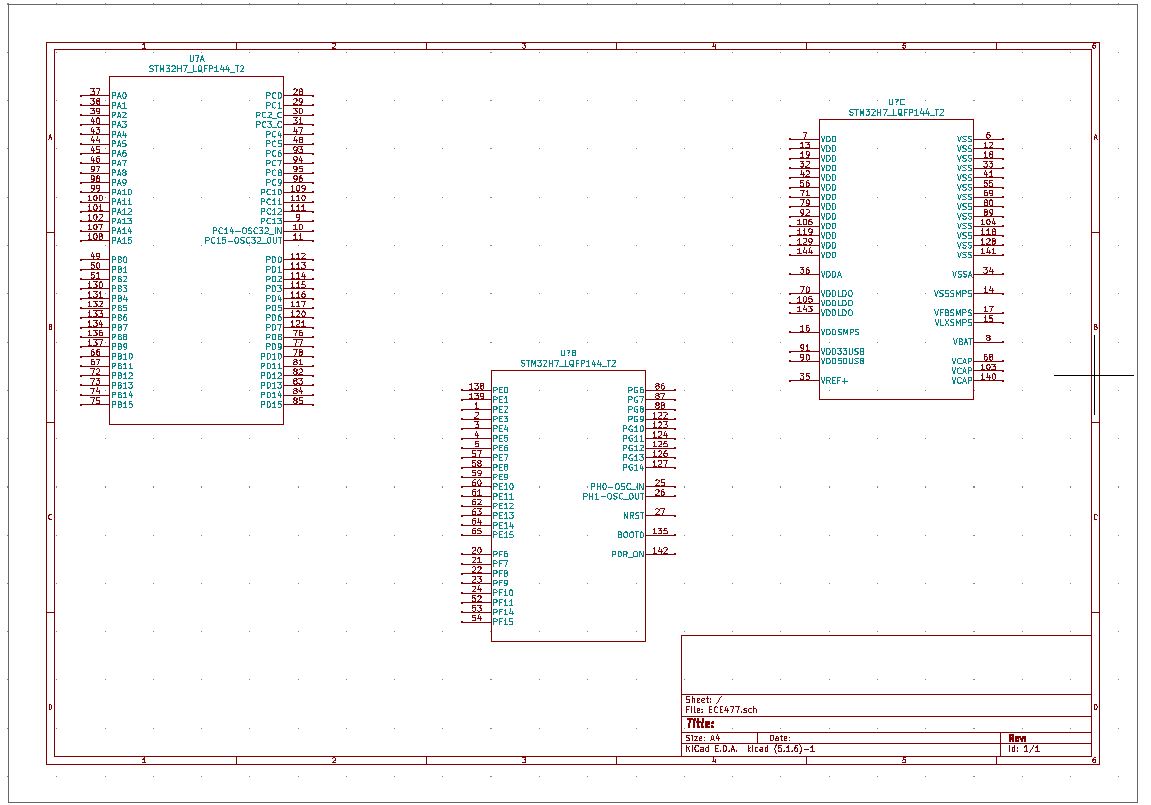 1 2 3 4 5 6
U?A
STM32H7_LQFP144_T2
37 PA0 PC0 28
38 PA1 PC1 29
39 PA2 PC2_C 30
40 PA3 PC3_C 31
43 PA4 PC4 47
44 PA5 PC5 48
45 PA6 PC6 93
46 PA7 PC7 94
97 PA8 PC8 95
98 PA9 PC9 96
99 PA10 PC10 109
100 PA11 PC11 110
101 PA12 PC12 111
102 PA13 PC13 9
107 PA14 PC14-OSC32_IN 10
108 PA15 PC15-OSC32_OUT 11
49 PB0 PD0 112
50 PB1 PD1 113
51 PB2 PD2 114
130 PB3 PD3 115
131 PB4 PD4 116
132 PB5 PD5 117
133 PB6 PD6 120
134 PB7 PD7 121
136 PB8 PD8 76
137 PB9 PD9 77
66 PB10 PD10 78
67 PB11 PD11 81
72 PB12 PD12 82
73 PB13 PD13 83
74 PB14 PD14 84
75 PB15 PD15 85
U?B
STM32H7_LQFP144_T2
138 PE0 PG6 86
139 PE1 PG7 87
1 PE2 PG8 88
2 PE3 PG9 122
3 PE4 PG10 123
4 PE5 PG11 124
5 PE6 PG12 125
57 PE7 PG13 126
58 PE8 PG14 127
59 PE9
60 PE10 PH0-OSC_IN 25
61 PE11 PH1-OSC_OUT 26
62 PE12
63 PE13 NRST 27
64 PE14
65 PE15 BOOT0 135
20 PF6 PDR_ON 142
21 PF7
22 PF8
23 PF9
24 PF10
52 PF11
53 PF14
54 PF15
U?C
STM32H7_LQFP144_T2
7 VDD VSS 6
13 VDD VSS 12
19 VDD VSS 18
32 VDD VSS 33
42 VDD VSS 41
56 VDD VSS 55
71 VDD VSS 69
79 VDD VSS 80
92 VDD VSS 89
106 VDD VSS 104
119 VDD VSS 118
129 VDD VSS 128
144 VDD VSS 141
36 VDDA VSSA 34
70 VDDLDO VSSSMPS 14
105 VDDLDO
143 VDDLDO VFBSMPS 17
VLXSMPS 15
16 VDDSMPS
VBAT 8
91 VDD33USB
90 VDD50USB VCAP 68
VCAP 103
35 VREF+ VCAP 140
A A
B B
C C
D D
Sheet: /
File: ECE477.sch
Title:
Size: A4 Date: Rev:
KiCad E.D.A. kicad (5.1.6)-1 Id: 1/1
1 2 3 4 5 6